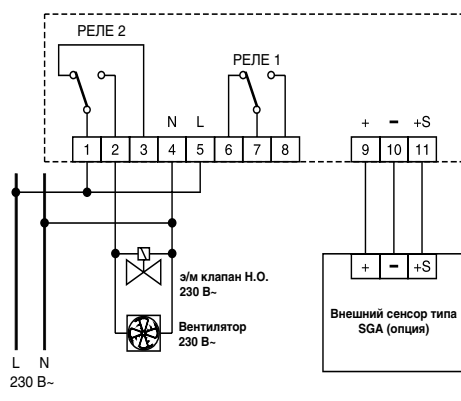 РЕЛЕ 2
РЕЛЕ 1
N L
+ - +S
1 2 3 4 5 6 7 8 9 10 11
э/м клапан Н.О.
230 В~
Вентилятор
230 В~
+ - +S
Внешний сенсор типа
SGA (опция)
L N
230 В~